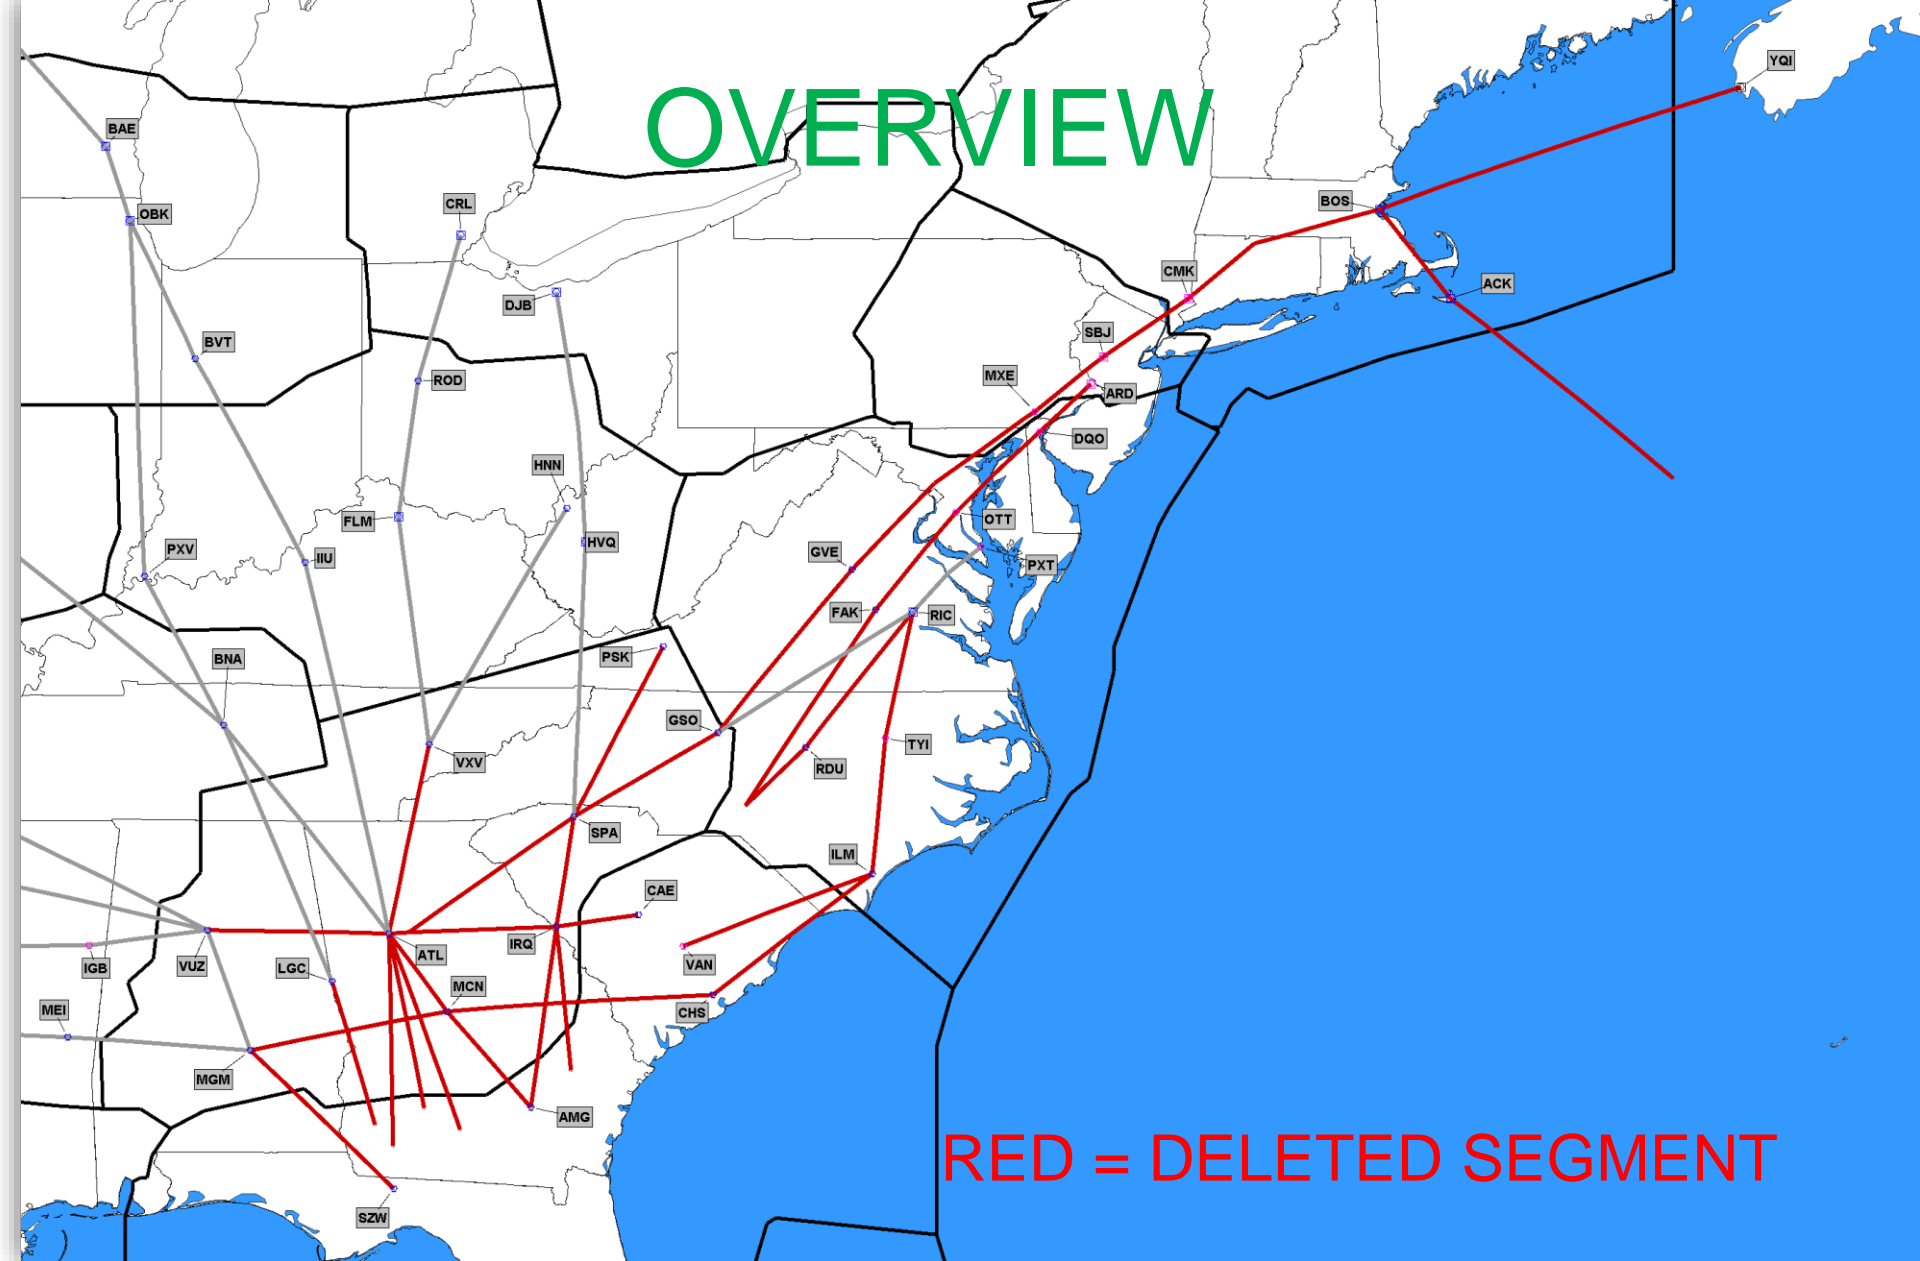 OVERVIEW
YQI
BAE
BOS
CRL
OBK
CMK
ACK
DJB
SBJ
BVT
MXE
ROD
ARD
DQO
HNN
OTT
FLM
HVQ
PXV
GVE
IIU
PXT
FAK
RIC
PSK
BNA
GSO
TYI
VXV
RDU
SPA
ILM
CAE
IRQ
ATL
VAN
IGB
VUZ
LGC
MCN
MEI
CHS
MGM
AMG
RED = DELETED SEGMENT
SZW